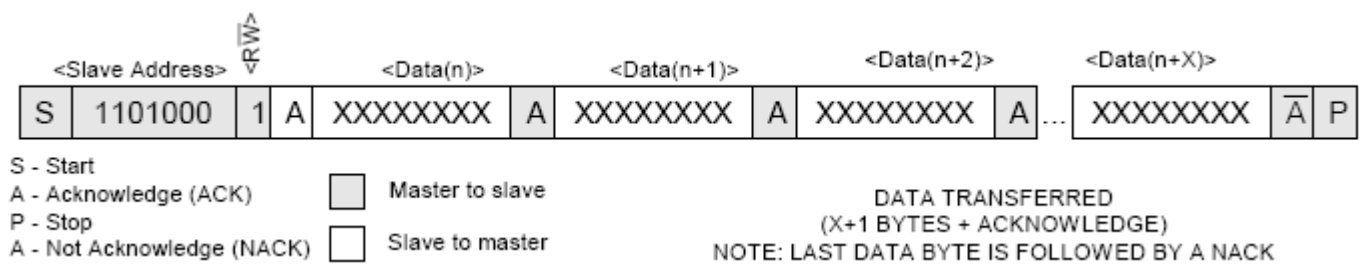 <Slave Address> <RW̅> <Data(n)> <Data(n+1)> <Data(n+2)> <Data(n+X)>
S 1101000 1 A XXXXXXXX A XXXXXXXX A XXXXXXXX A ... XXXXXXXX A̅ P
S - Start
A - Acknowledge (ACK)
P - Stop
A - Not Acknowledge (NACK)
Master to slave
Slave to master
DATA TRANSFERRED
(X+1 BYTES + ACKNOWLEDGE)
NOTE: LAST DATA BYTE IS FOLLOWED BY A NACK